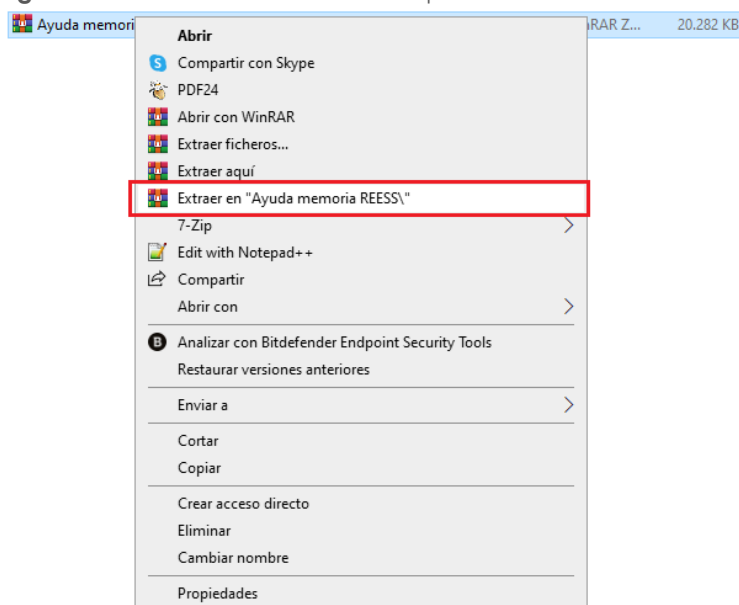 Ayuda memori
RAR Z... 20.282 KB
Abrir
Compartir con Skype
PDF24
Abrir con WinRAR
Extraer ficheros...
Extraer aquí
Extraer en "Ayuda memoria REESS\"
7-Zip
Edit with Notepad++
Compartir
Abrir con
Analizar con Bitdefender Endpoint Security Tools
Restaurar versiones anteriores
Enviar a
Cortar
Copiar
Crear acceso directo
Eliminar
Cambiar nombre
Propiedades